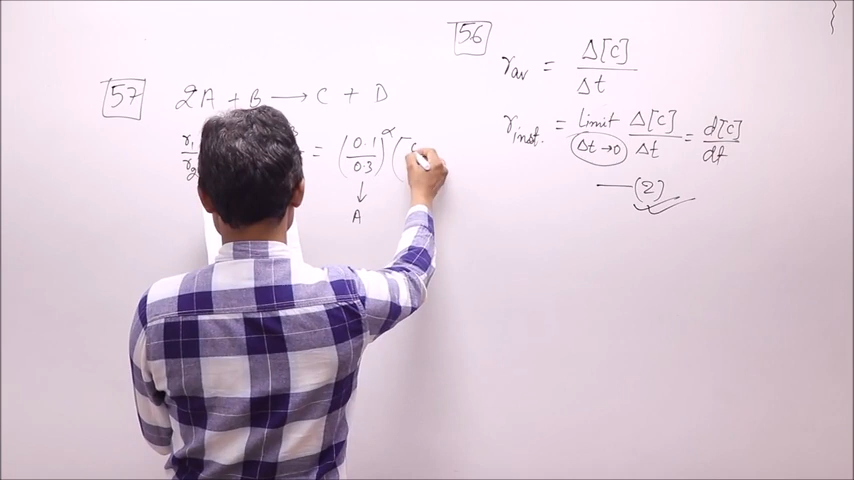 57
2A + B → C + D
r₁/r₂ = (0.1/0.3)^α (
↓
A
56
r_av = Δ[C]/Δt
r_inst. = Limit Δt→0 Δ[C]/Δt = d[C]/dt
—(2)